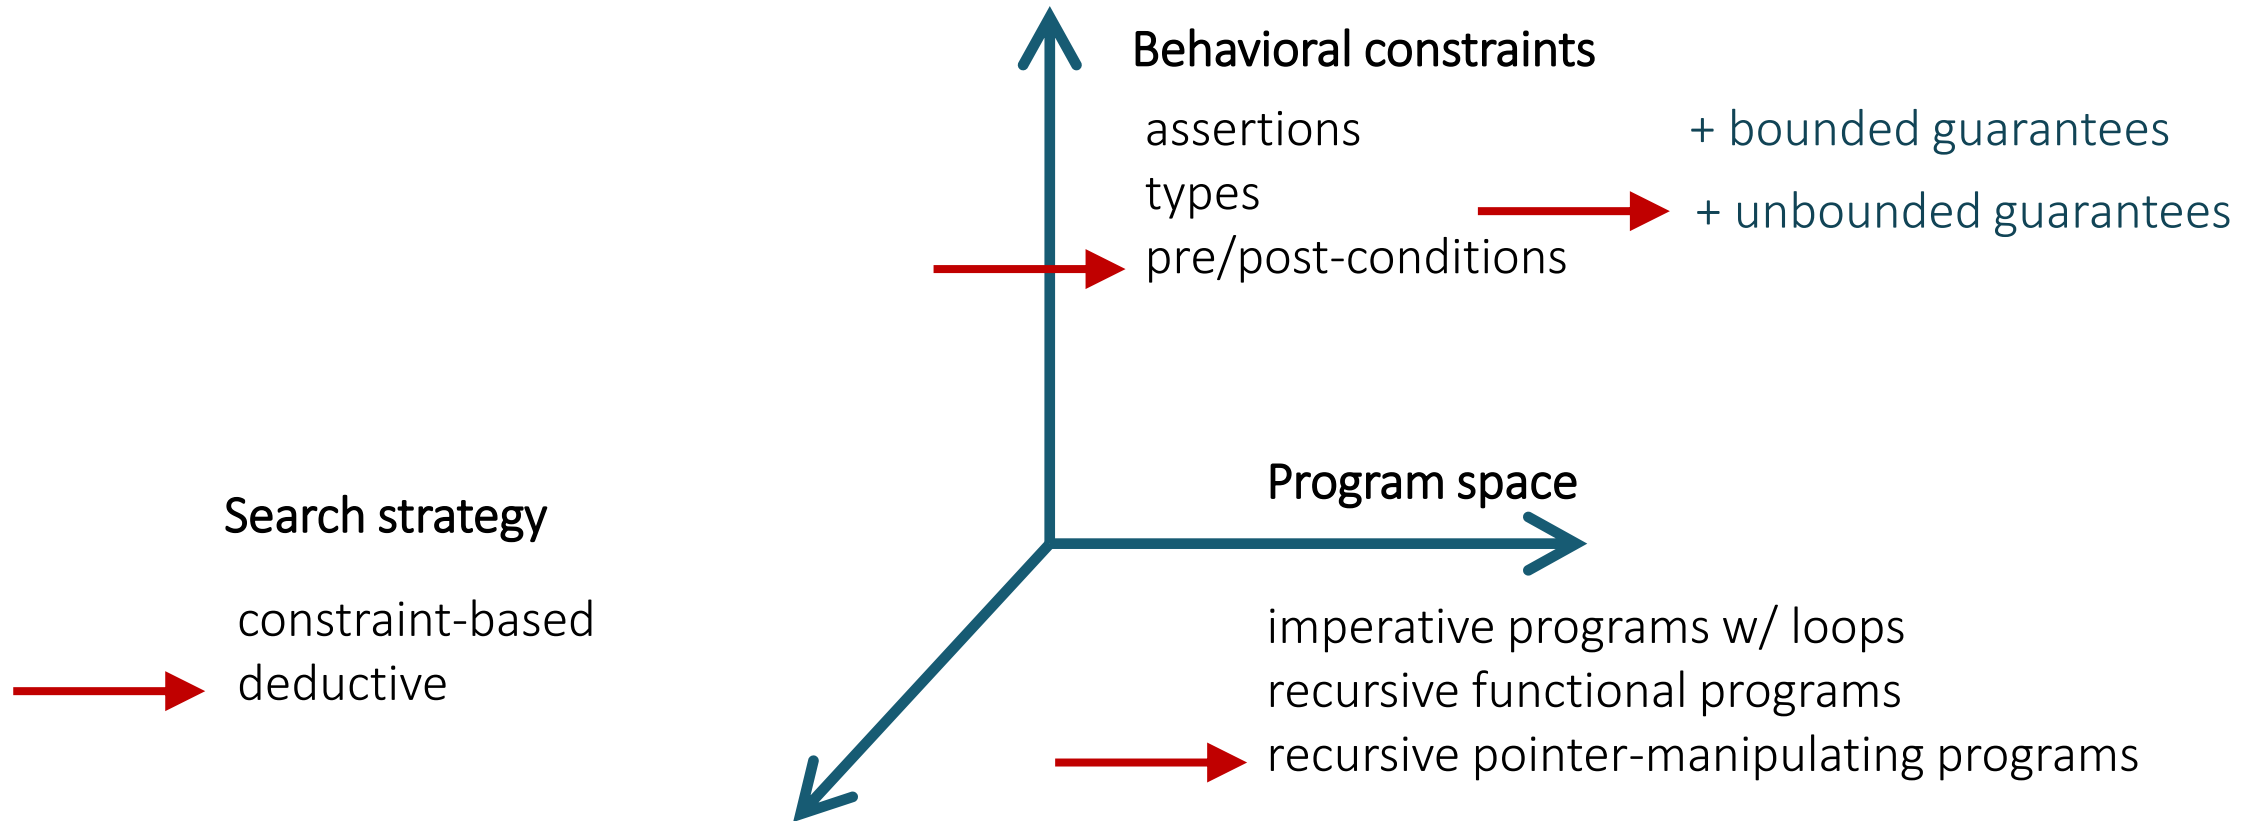 Behavioral constraints
assertions
types
pre/post-conditions
+ bounded guarantees
+ unbounded guarantees
Program space
imperative programs w/ loops
recursive functional programs
recursive pointer-manipulating programs
Search strategy
constraint-based
deductive